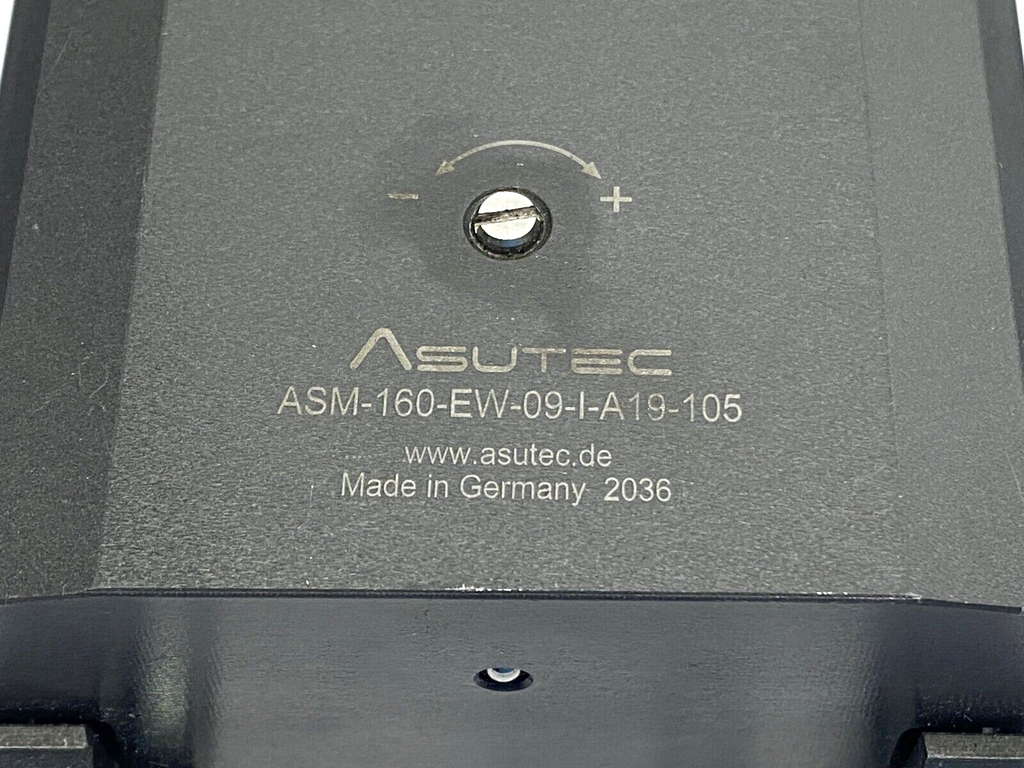 - +
ASUTEC
ASM-160-EW-09-I-A19-105
www.asutec.de
Made in Germany 2036